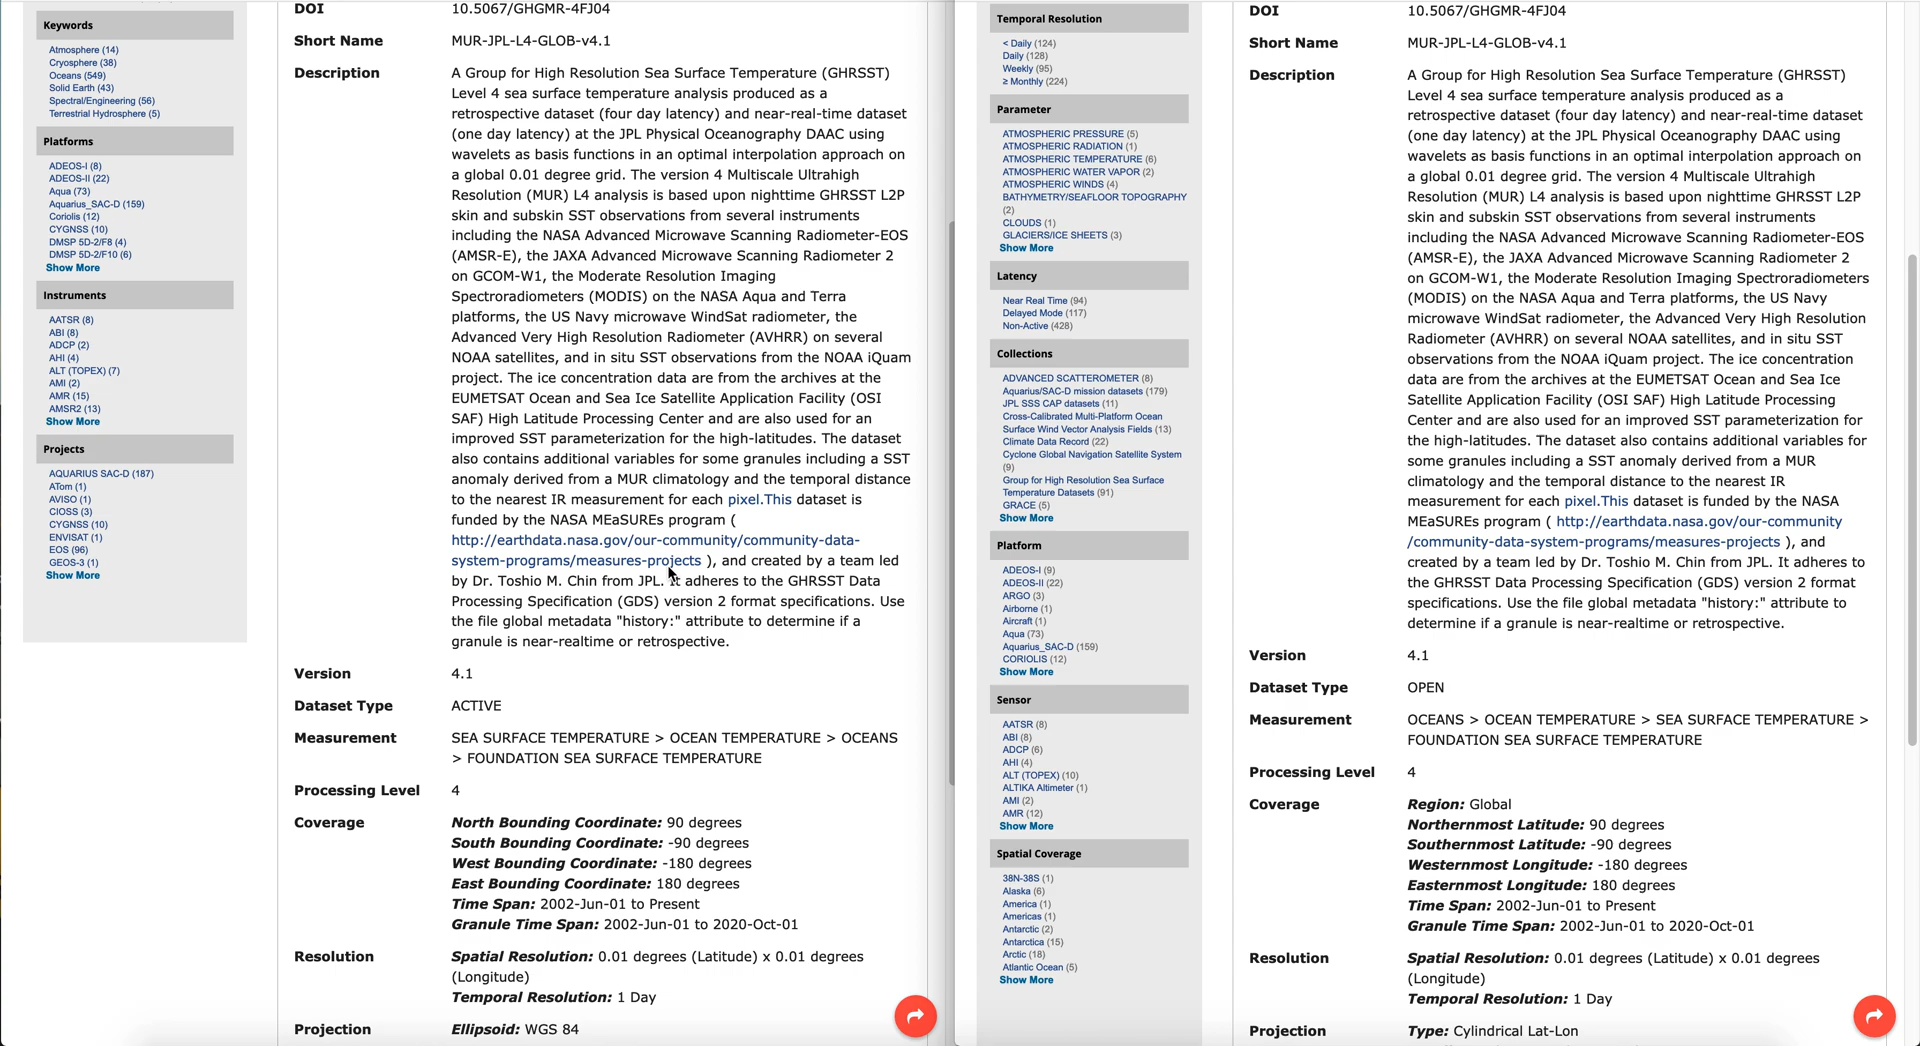 Keywords
Atmosphere (14)
Cryosphere (38)
Oceans (549)
Solid Earth (43)
Spectral/Engineering (56)
Terrestrial Hydrosphere (5)
Platforms
ADEOS-I (8)
ADEOS-II (22)
Aqua (73)
Aquarius_SAC-D (159)
Coriolis (12)
CYGNSS (10)
DMSP 5D-2/F8 (4)
DMSP 5D-2/F10 (6)
Show More
Instruments
AATSR (8)
ABI (8)
ADCP (2)
AHI (4)
ALT (TOPEX) (7)
AMI (2)
AMR (15)
AMSR2 (13)
Show More
Projects
AQUARIUS SAC-D (187)
ATom (1)
AVISO (1)
CIOSS (3)
CYGNSS (10)
ENVISAT (1)
EOS (96)
GEOS-3 (1)
Show More
DOI 10.5067/GHGMR-4FJ04
Short Name MUR-JPL-L4-GLOB-v4.1
Description A Group for High Resolution Sea Surface Temperature (GHRSST)
Level 4 sea surface temperature analysis produced as a
retrospective dataset (four day latency) and near-real-time dataset
(one day latency) at the JPL Physical Oceanography DAAC using
wavelets as basis functions in an optimal interpolation approach on
a global 0.01 degree grid. The version 4 Multiscale Ultrahigh
Resolution (MUR) L4 analysis is based upon nighttime GHRSST L2P
skin and subskin SST observations from several instruments
including the NASA Advanced Microwave Scanning Radiometer-EOS
(AMSR-E), the JAXA Advanced Microwave Scanning Radiometer 2
on GCOM-W1, the Moderate Resolution Imaging
Spectroradiometers (MODIS) on the NASA Aqua and Terra
platforms, the US Navy microwave WindSat radiometer, the
Advanced Very High Resolution Radiometer (AVHRR) on several
NOAA satellites, and in situ SST observations from the NOAA iQuam
project. The ice concentration data are from the archives at the
EUMETSAT Ocean and Sea Ice Satellite Application Facility (OSI
SAF) High Latitude Processing Center and are also used for an
improved SST parameterization for the high-latitudes. The dataset
also contains additional variables for some granules including a SST
anomaly derived from a MUR climatology and the temporal distance
to the nearest IR measurement for each pixel.This dataset is
funded by the NASA MEaSUREs program (
http://earthdata.nasa.gov/our-community/community-data-
system-programs/measures-projects ), and created by a team led
by Dr. Toshio M. Chin from JPL. It adheres to the GHRSST Data
Processing Specification (GDS) version 2 format specifications. Use
the file global metadata "history:" attribute to determine if a
granule is near-realtime or retrospective.
Version 4.1
Dataset Type ACTIVE
Measurement SEA SURFACE TEMPERATURE > OCEAN TEMPERATURE > OCEANS
> FOUNDATION SEA SURFACE TEMPERATURE
Processing Level 4
Coverage North Bounding Coordinate: 90 degrees
South Bounding Coordinate: -90 degrees
West Bounding Coordinate: -180 degrees
East Bounding Coordinate: 180 degrees
Time Span: 2002-Jun-01 to Present
Granule Time Span: 2002-Jun-01 to 2020-Oct-01
Resolution Spatial Resolution: 0.01 degrees (Latitude) x 0.01 degrees
(Longitude)
Temporal Resolution: 1 Day
Projection Ellipsoid: WGS 84
Temporal Resolution
< Daily (124)
Daily (128)
Weekly (95)
≥ Monthly (224)
Parameter
ATMOSPHERIC PRESSURE (5)
ATMOSPHERIC RADIATION (1)
ATMOSPHERIC TEMPERATURE (6)
ATMOSPHERIC WATER VAPOR (2)
ATMOSPHERIC WINDS (4)
BATHYMETRY/SEAFLOOR TOPOGRAPHY
(2)
CLOUDS (1)
GLACIERS/ICE SHEETS (3)
Show More
Latency
Near Real Time (94)
Delayed Mode (117)
Non-Active (428)
Collections
ADVANCED SCATTEROMETER (8)
Aquarius/SAC-D mission datasets (179)
JPL SSS CAP datasets (11)
Cross-Calibrated Multi-Platform Ocean
Surface Wind Vector Analysis Fields (13)
Climate Data Record (22)
Cyclone Global Navigation Satellite System
(9)
Group for High Resolution Sea Surface
Temperature Datasets (91)
GRACE (5)
Show More
Platform
ADEOS-I (9)
ADEOS-II (22)
ARGO (3)
Airborne (1)
Aircraft (1)
Aqua (73)
Aquarius_SAC-D (159)
CORIOLIS (12)
Show More
Sensor
AATSR (8)
ABI (8)
ADCP (6)
AHI (4)
ALT (TOPEX) (10)
ALTIKA Altimeter (1)
AMI (2)
AMR (12)
Show More
Spatial Coverage
38N-38S (1)
Alaska (6)
America (1)
Americas (1)
Antarctic (2)
Antarctica (15)
Arctic (18)
Atlantic Ocean (5)
Show More
DOI 10.5067/GHGMR-4FJ04
Short Name MUR-JPL-L4-GLOB-v4.1
Description A Group for High Resolution Sea Surface Temperature (GHRSST)
Level 4 sea surface temperature analysis produced as a
retrospective dataset (four day latency) and near-real-time dataset
(one day latency) at the JPL Physical Oceanography DAAC using
wavelets as basis functions in an optimal interpolation approach on
a global 0.01 degree grid. The version 4 Multiscale Ultrahigh
Resolution (MUR) L4 analysis is based upon nighttime GHRSST L2P
skin and subskin SST observations from several instruments
including the NASA Advanced Microwave Scanning Radiometer-EOS
(AMSR-E), the JAXA Advanced Microwave Scanning Radiometer 2
on GCOM-W1, the Moderate Resolution Imaging Spectroradiometers
(MODIS) on the NASA Aqua and Terra platforms, the US Navy
microwave WindSat radiometer, the Advanced Very High Resolution
Radiometer (AVHRR) on several NOAA satellites, and in situ SST
observations from the NOAA iQuam project. The ice concentration
data are from the archives at the EUMETSAT Ocean and Sea Ice
Satellite Application Facility (OSI SAF) High Latitude Processing
Center and are also used for an improved SST parameterization for
the high-latitudes. The dataset also contains additional variables for
some granules including a SST anomaly derived from a MUR
climatology and the temporal distance to the nearest IR
measurement for each pixel.This dataset is funded by the NASA
MEaSUREs program ( http://earthdata.nasa.gov/our-community
/community-data-system-programs/measures-projects ), and
created by a team led by Dr. Toshio M. Chin from JPL. It adheres to
the GHRSST Data Processing Specification (GDS) version 2 format
specifications. Use the file global metadata "history:" attribute to
determine if a granule is near-realtime or retrospective.
Version 4.1
Dataset Type OPEN
Measurement OCEANS > OCEAN TEMPERATURE > SEA SURFACE TEMPERATURE >
FOUNDATION SEA SURFACE TEMPERATURE
Processing Level 4
Coverage Region: Global
Northernmost Latitude: 90 degrees
Southernmost Latitude: -90 degrees
Westernmost Longitude: -180 degrees
Easternmost Longitude: 180 degrees
Time Span: 2002-Jun-01 to Present
Granule Time Span: 2002-Jun-01 to 2020-Oct-01
Resolution Spatial Resolution: 0.01 degrees (Latitude) x 0.01 degrees
(Longitude)
Temporal Resolution: 1 Day
Projection Type: Cylindrical Lat-Lon